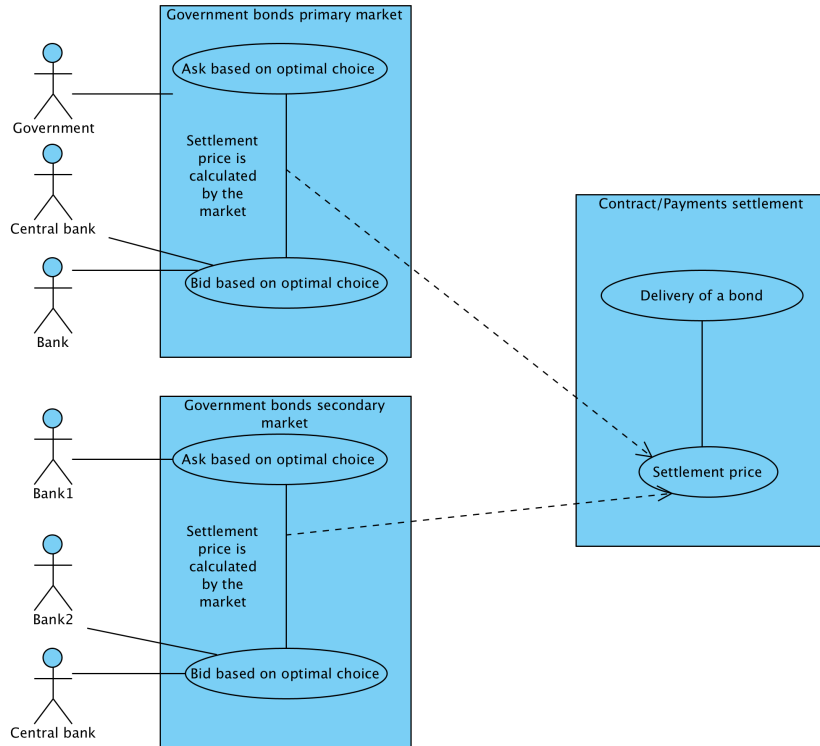 Government bonds primary market
Ask based on optimal choice
Government
Settlement
price is
calculated
by the
market
Central bank
Bid based on optimal choice
Bank
Contract/Payments settlement
Delivery of a bond
Settlement price
Government bonds secondary
market
Ask based on optimal choice
Bank1
Settlement
price is
calculated
by the
market
Bank2
Bid based on optimal choice
Central bank